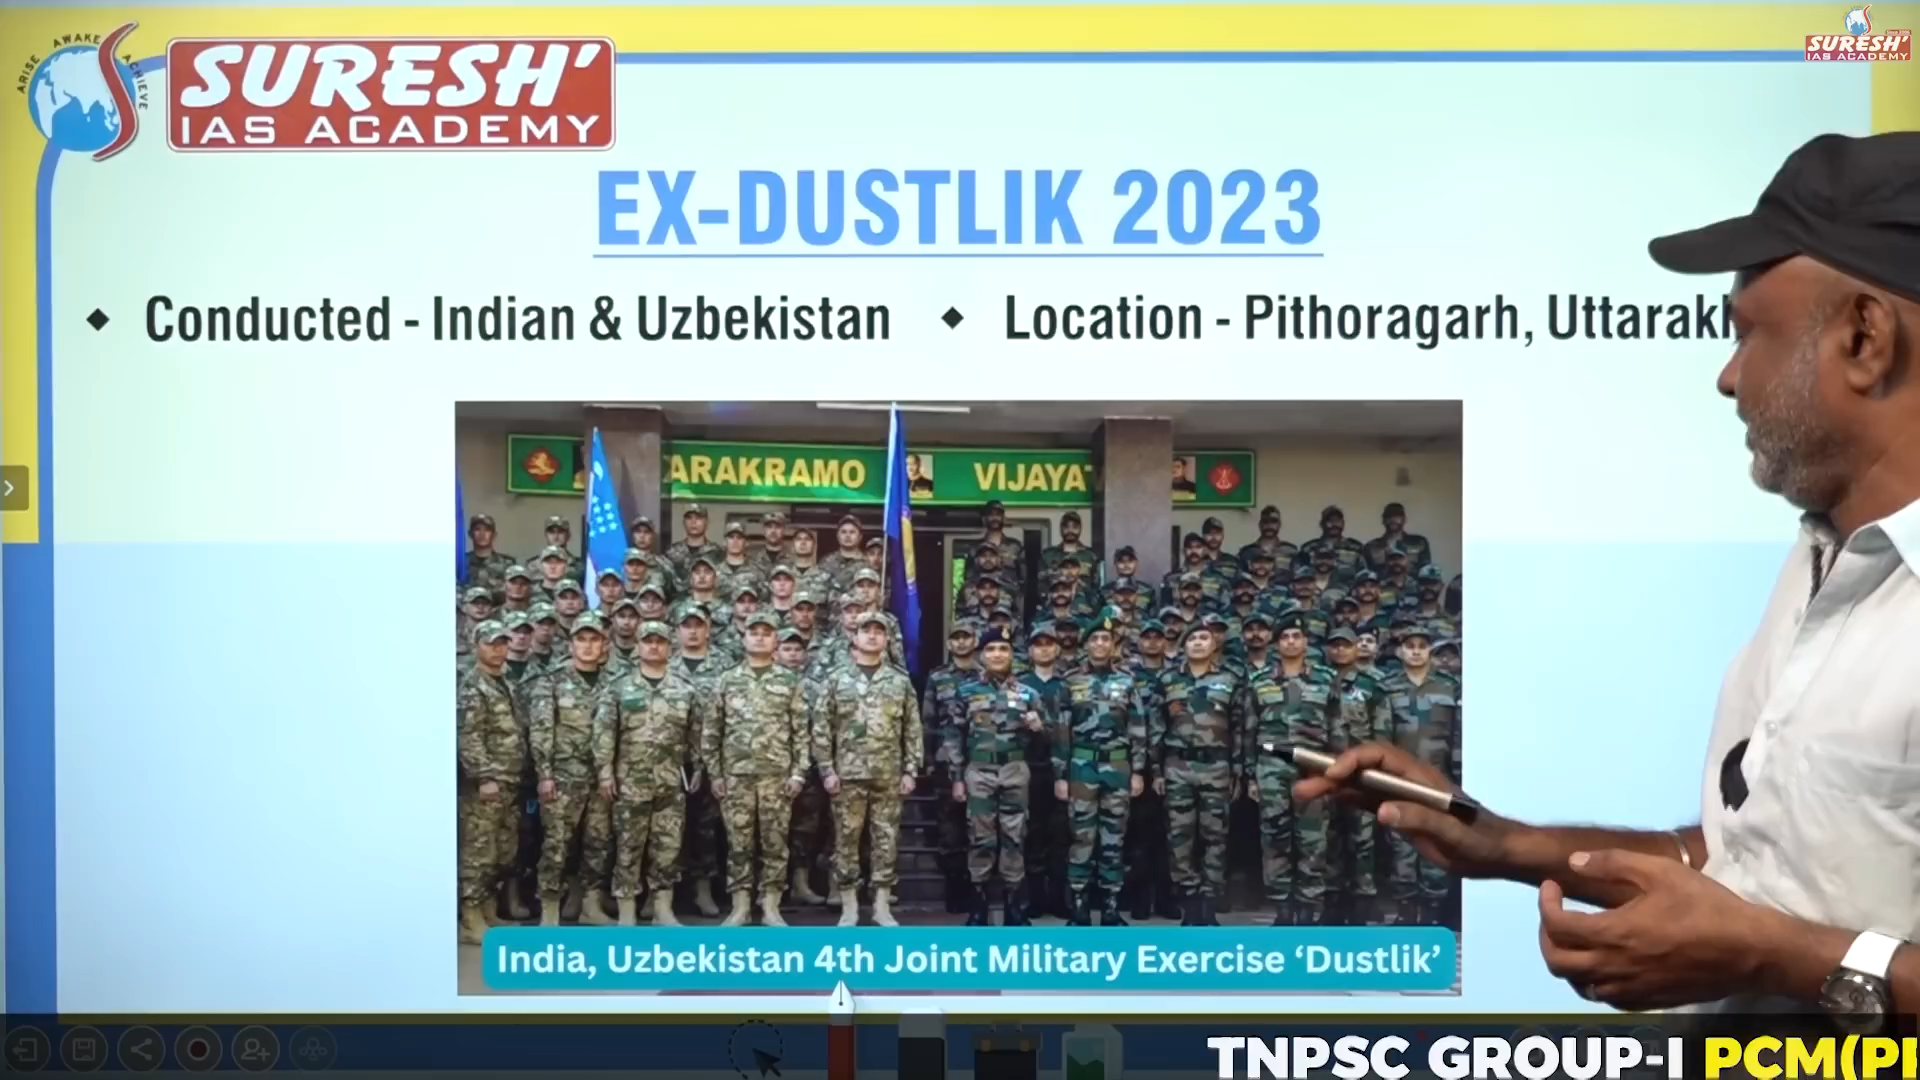 ARISE AWAKE ACHIEVE
SURESH'
IAS ACADEMY
SURESH'
IAS ACADEMY
EX-DUSTLIK 2023
◆ Conducted - Indian & Uzbekistan
◆ Location - Pithoragarh, Uttarak
ARAKRAMO VIJAYA
India, Uzbekistan 4th Joint Military Exercise ‘Dustlik’
TNPSC GROUP-I PCM(P